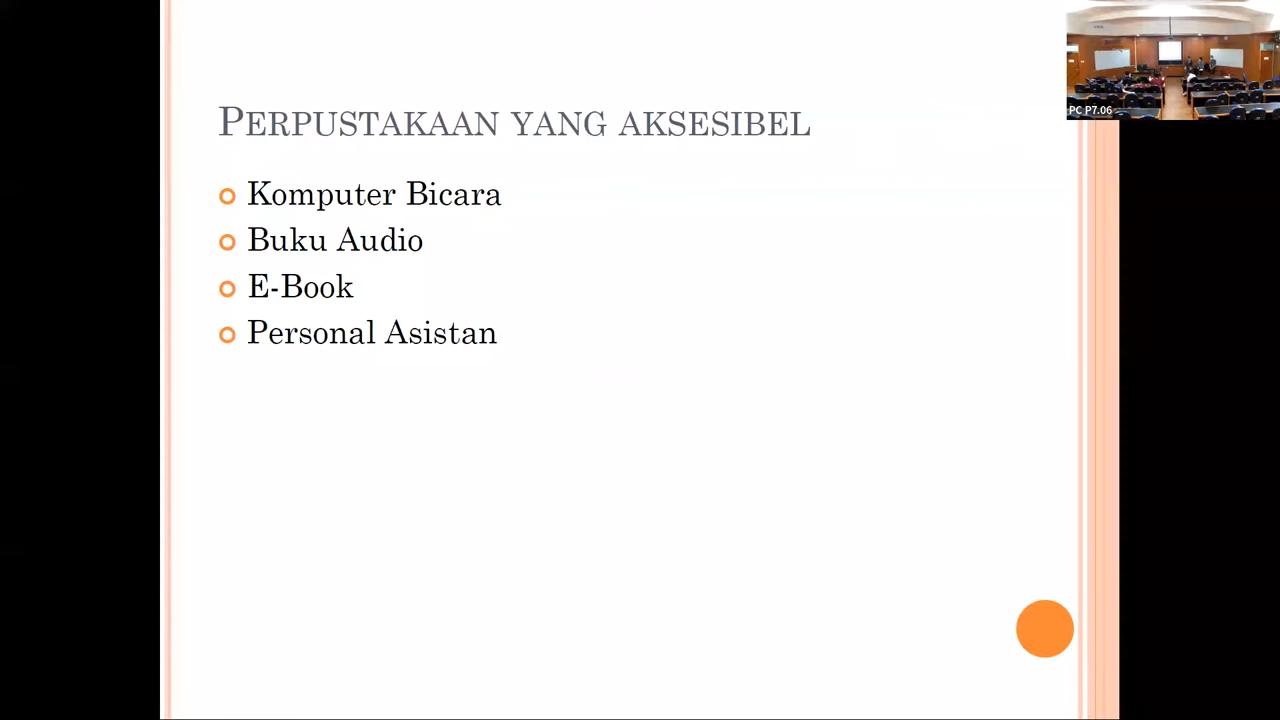 Perpustakaan yang aksesibel
Komputer Bicara
Buku Audio
E-Book
Personal Asistan
PC P7.06